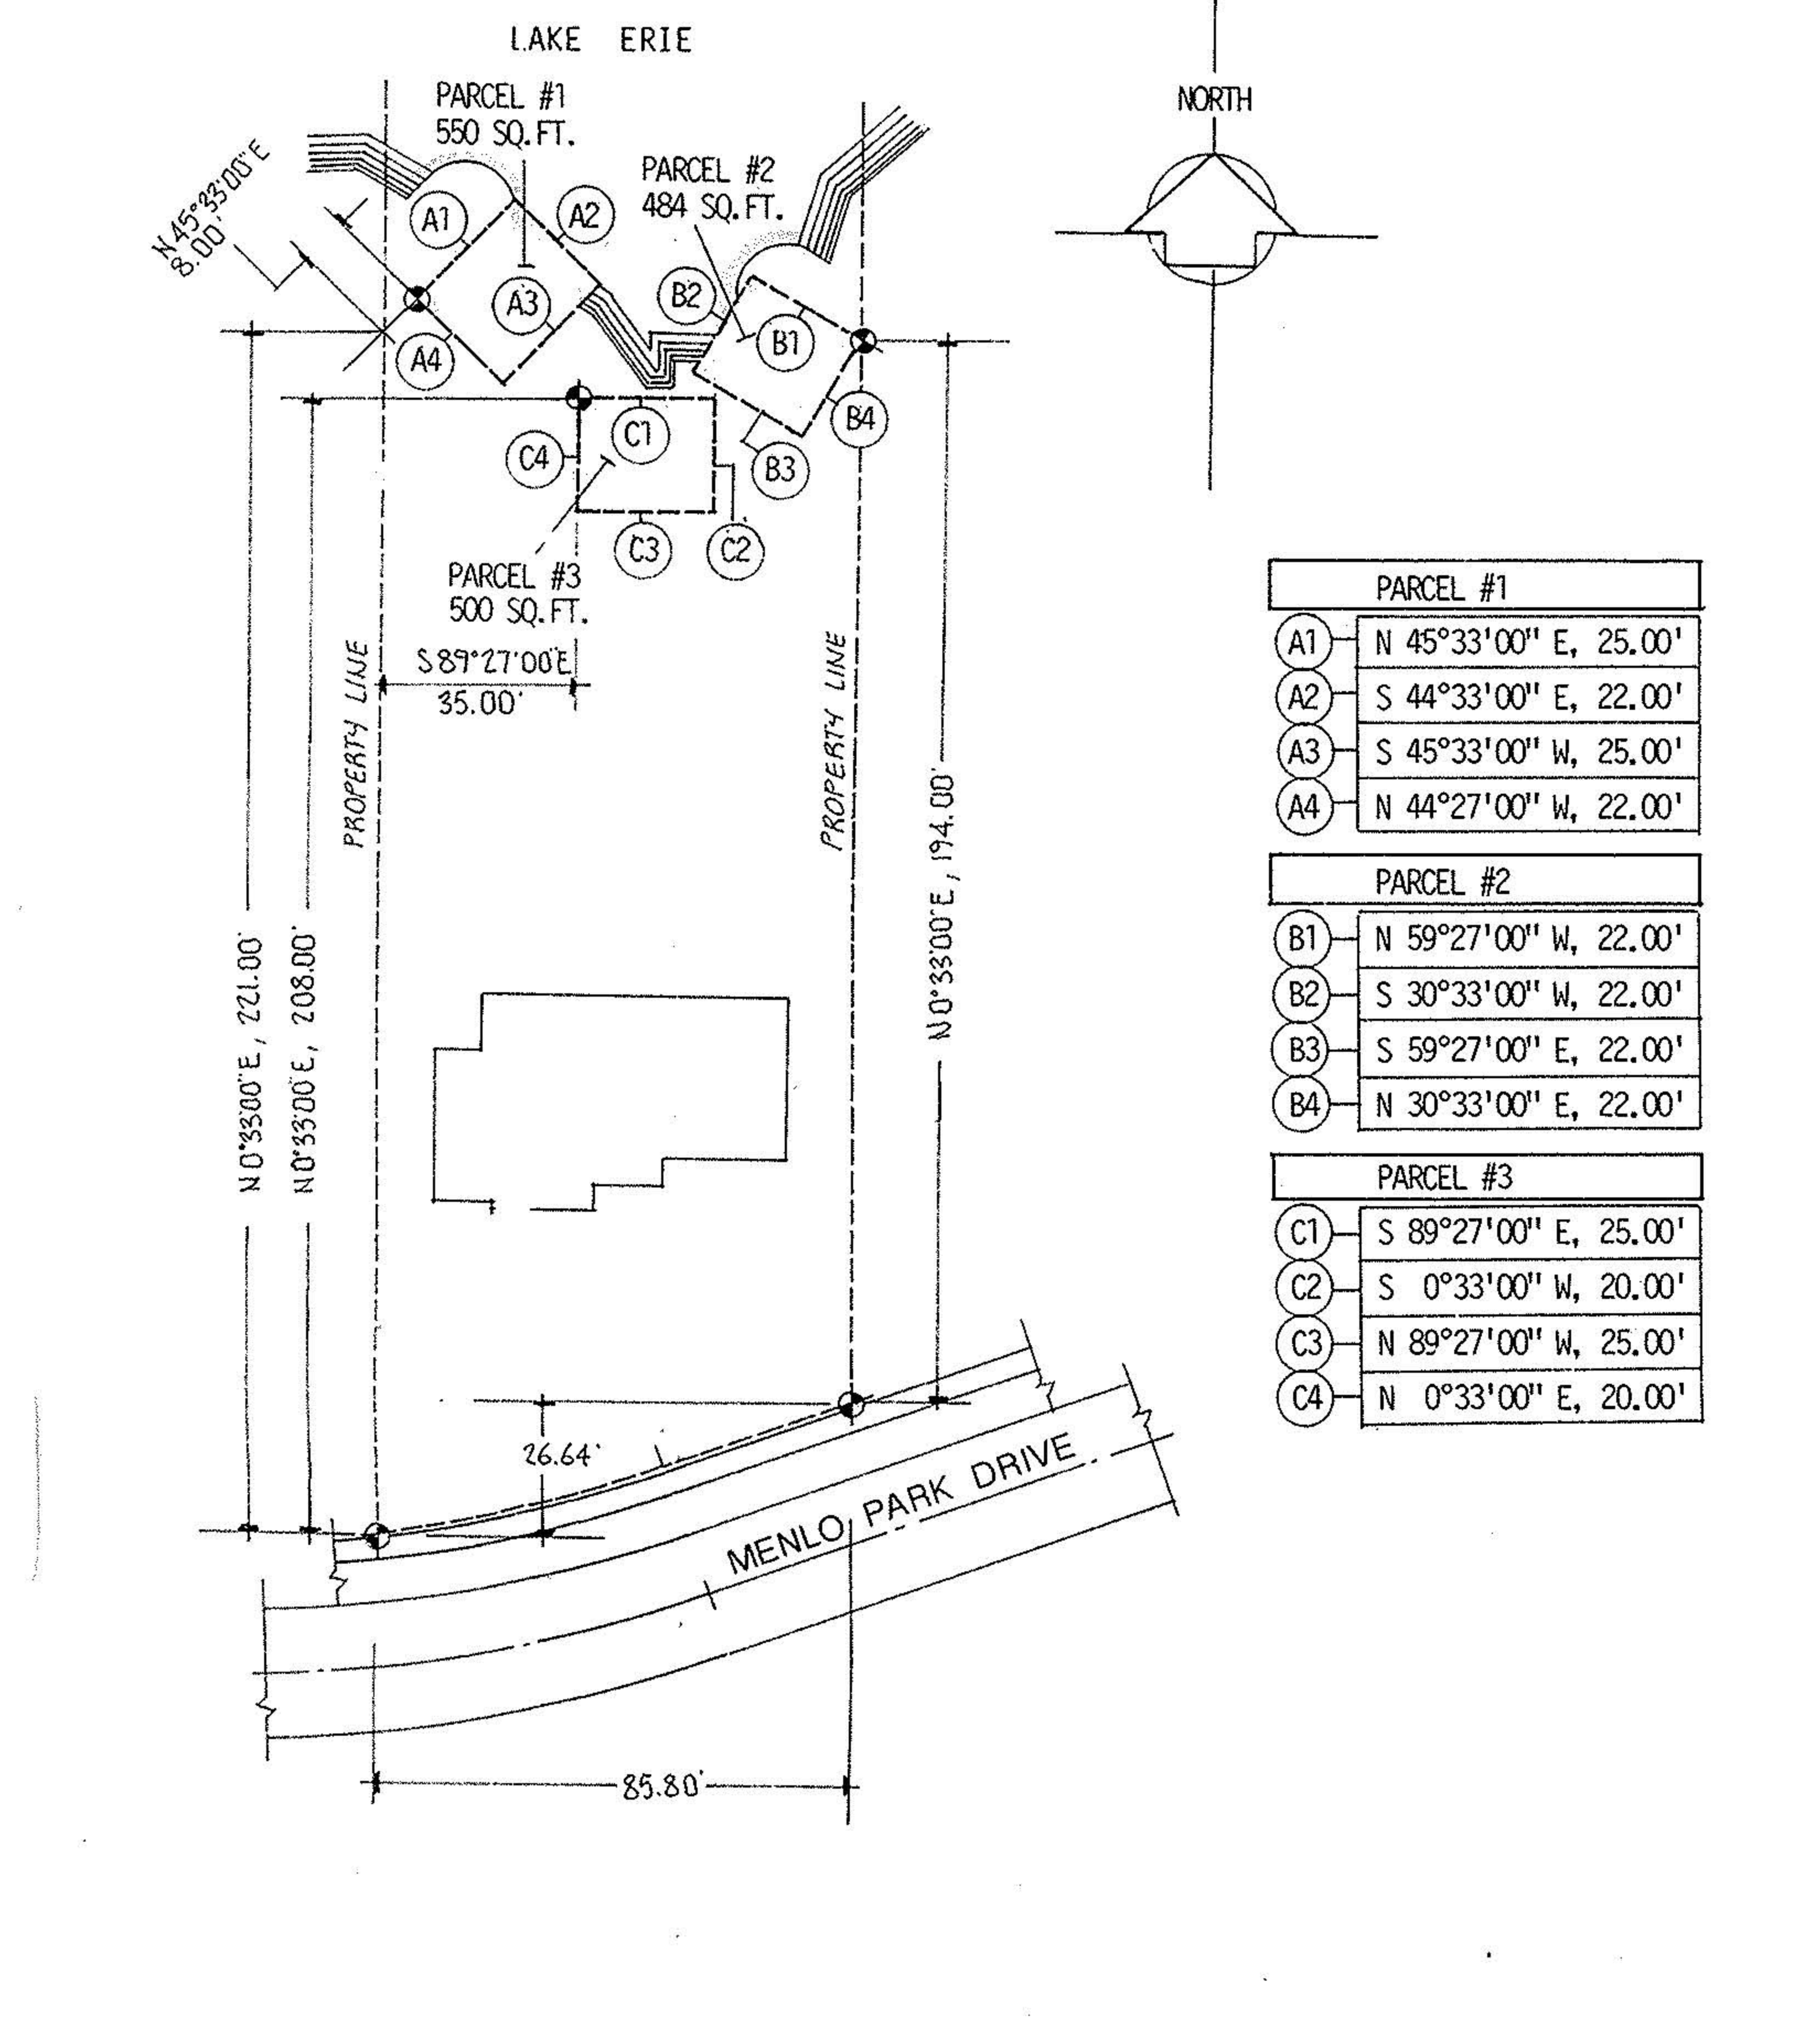 LAKE ERIE
NORTH
PARCEL #1
550 SQ.FT.
PARCEL #2
484 SQ.FT.
N 45°33'00" E
8.00'
A1
A2
A3
A4
B2
B1
B4
B3
C1
C4
C3
C2
PARCEL #3
500 SQ.FT.
S 89°27'00"E
35.00'
PROPERTY LINE
PROPERTY LINE
N0°33'00"E, 221.00'
N0°33'00"E, 208.00'
N0°33'00"E, 194.00'
26.64'
MENLO PARK DRIVE
85.80'
PARCEL #1
A1 N 45°33'00" E, 25.00'
A2 S 44°33'00" E, 22.00'
A3 S 45°33'00" W, 25.00'
A4 N 44°27'00" W, 22.00'
PARCEL #2
B1 N 59°27'00" W, 22.00'
B2 S 30°33'00" W, 22.00'
B3 S 59°27'00" E, 22.00'
B4 N 30°33'00" E, 22.00'
PARCEL #3
C1 S 89°27'00" E, 25.00'
C2 S 0°33'00" W, 20.00'
C3 N 89°27'00" W, 25.00'
C4 N 0°33'00" E, 20.00'